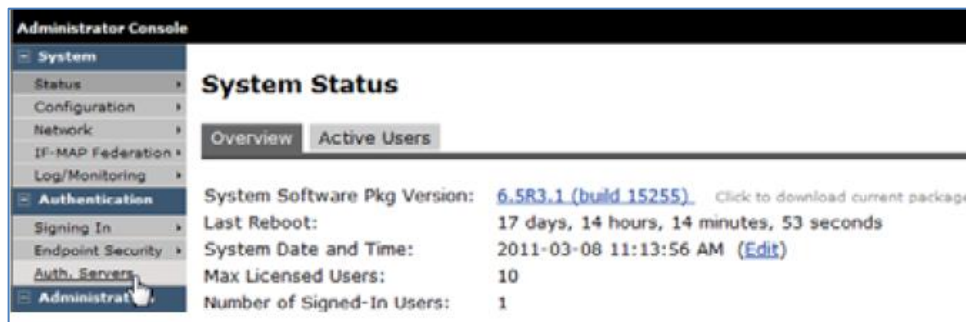 Administrator Console
System
Status
Configuration
Network
IF-MAP Federation
Log/Monitoring
Authentication
Signing In
Endpoint Security
Auth. Servers
System Status
Overview Active Users
System Software Pkg Version: 6.5R3.1 (build 15255) Click to download current package
Last Reboot: 17 days, 14 hours, 14 minutes, 53 seconds
System Date and Time: 2011-03-08 11:13:56 AM (Edit)
Max Licensed Users: 10
Number of Signed-In Users: 1